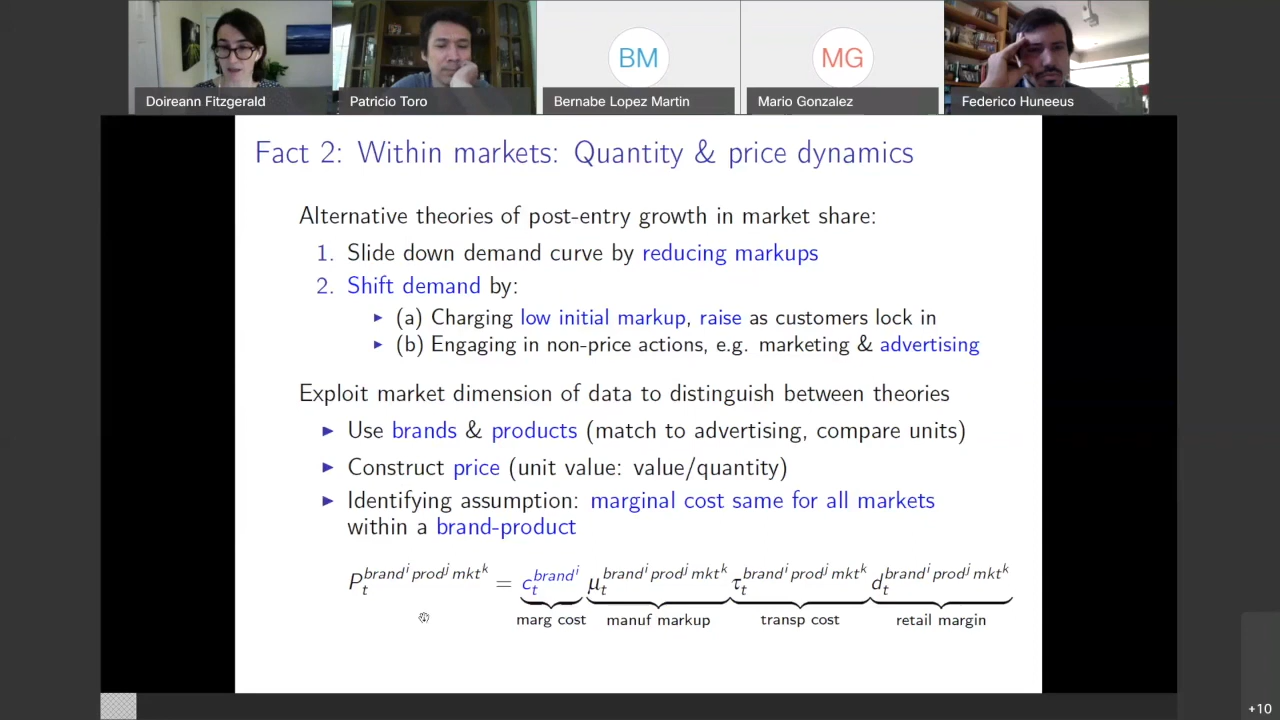 BM
MG
Doireann Fitzgerald
Patricio Toro
Bernabe Lopez Martin
Mario Gonzalez
Federico Huneeus
Fact 2: Within markets: Quantity & price dynamics
Alternative theories of post-entry growth in market share:
1. Slide down demand curve by reducing markups
2. Shift demand by:
▶ (a) Charging low initial markup, raise as customers lock in
▶ (b) Engaging in non-price actions, e.g. marketing & advertising
Exploit market dimension of data to distinguish between theories
▶ Use brands & products (match to advertising, compare units)
▶ Construct price (unit value: value/quantity)
▶ Identifying assumption: marginal cost same for all markets
within a brand-product
P_t^{brand^i prod^j mkt^k} = c_t^{brand^i} μ_t^{brand^i prod^j mkt^k} τ_t^{brand^i prod^j mkt^k} d_t^{brand^i prod^j mkt^k}
marg cost manuf markup transp cost retail margin
+10